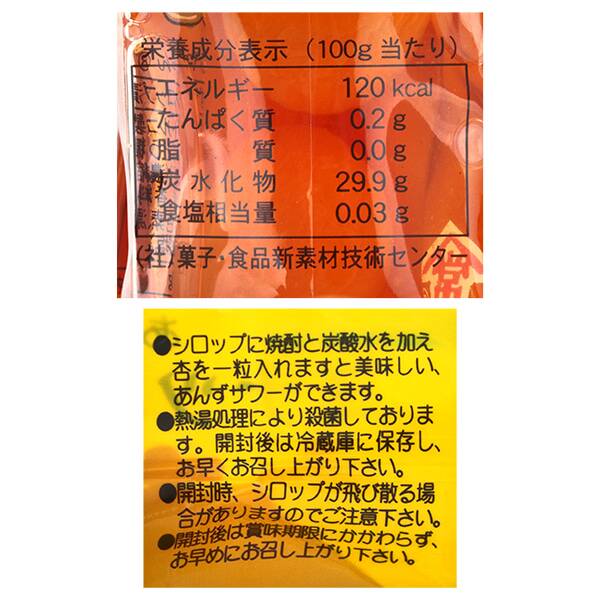 栄養成分表示（100g当たり）
エネルギー 120kcal
たんぱく質 0.2g
脂質 0.0g
炭水化物 29.9g
食塩相当量 0.03g
（社）菓子・食品新素材技術センター
●シロップに焼酎と炭酸水を加え
杏を一粒入れますと美味しい、
あんずサワーができます。
●熱湯処理により殺菌しておりま
す。開封後は冷蔵庫に保存し、
お早くお召し上がり下さい。
●開封時、シロップが飛び散る場
合がありますのでご注意下さい。
●開封後は賞味期限にかかわらず、
お早めにお召し上がり下さい。